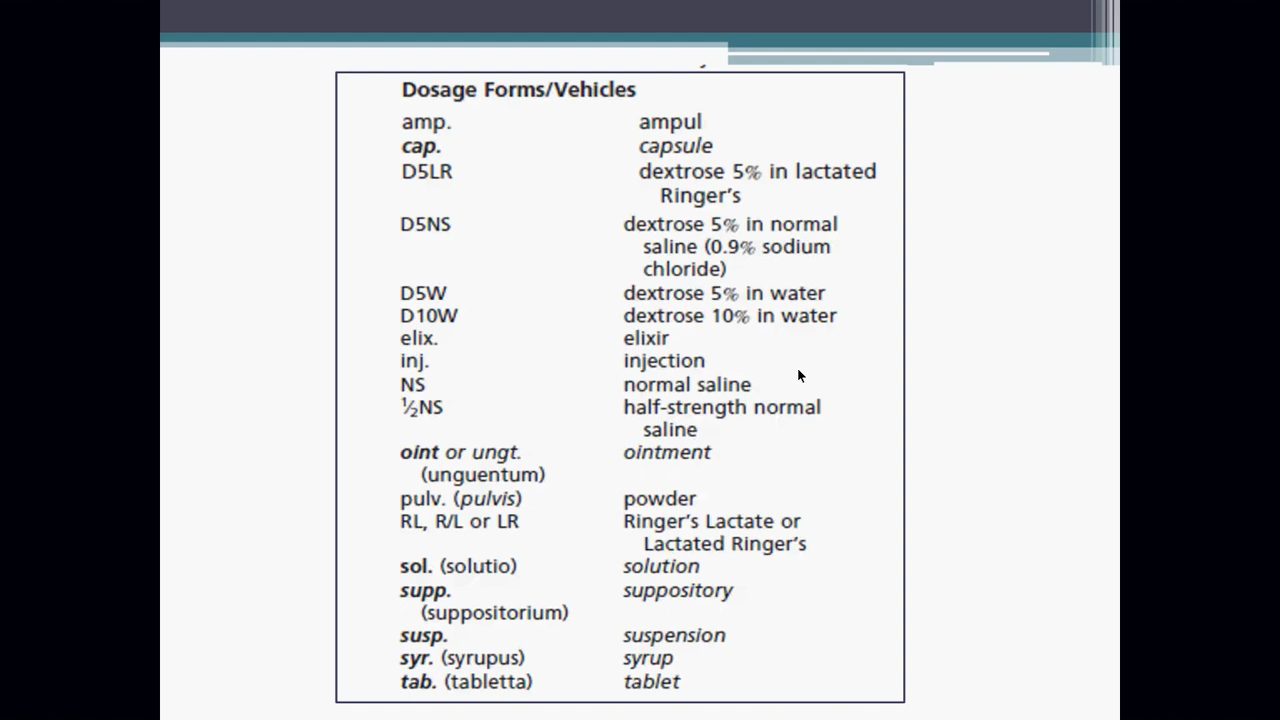 Dosage Forms/Vehicles
amp. ampul
cap. capsule
D5LR dextrose 5% in lactated
Ringer's
D5NS dextrose 5% in normal
saline (0.9% sodium
chloride)
D5W dextrose 5% in water
D10W dextrose 10% in water
elix. elixir
inj. injection
NS normal saline
½NS half-strength normal
saline
oint or ungt. ointment
(unguentum)
pulv. (pulvis) powder
RL, R/L or LR Ringer's Lactate or
Lactated Ringer's
sol. (solutio) solution
supp. suppository
(suppositorium)
susp. suspension
syr. (syrupus) syrup
tab. (tabletta) tablet